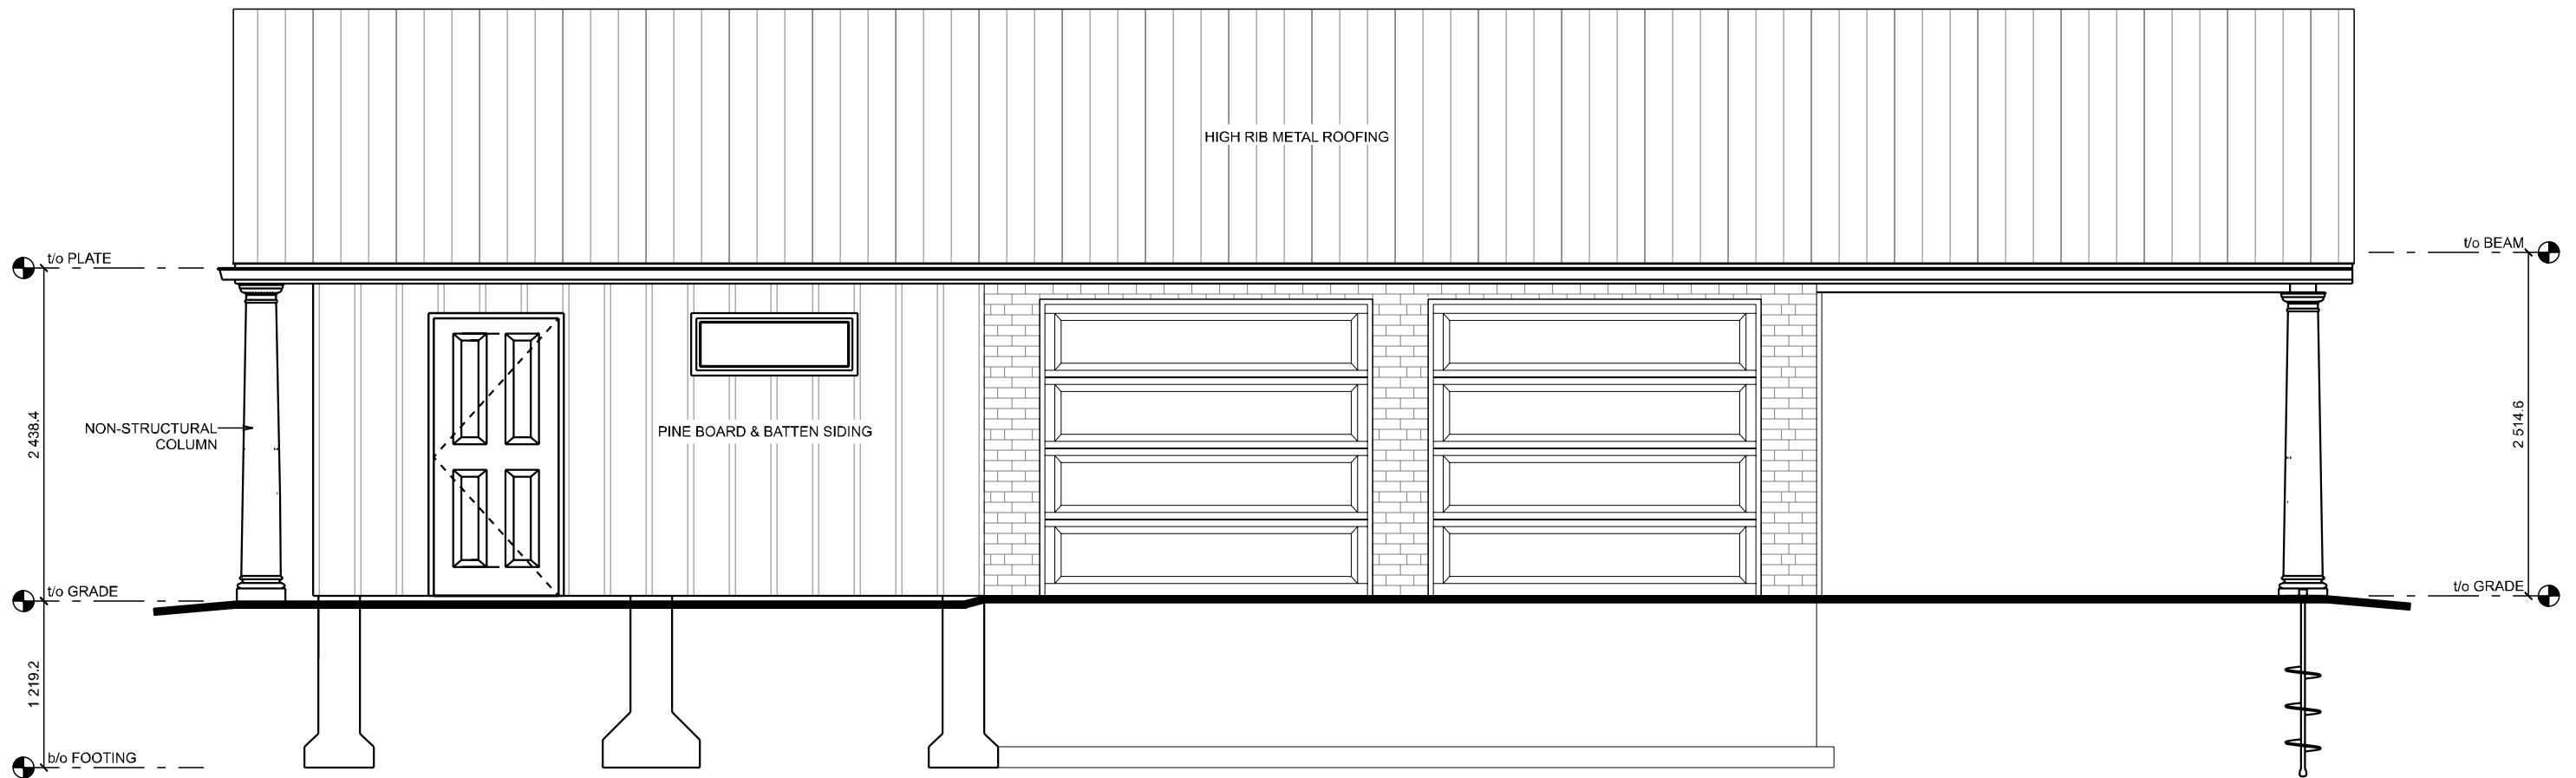 HIGH RIB METAL ROOFING
t/o PLATE
t/o BEAM
2 438.4
NON-STRUCTURAL
COLUMN
PINE BOARD & BATTEN SIDING
2 514.6
t/o GRADE
t/o GRADE
1 219.2
b/o FOOTING